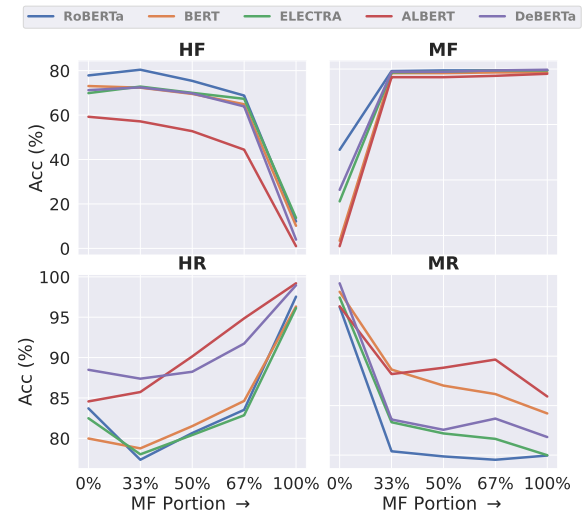 RoBERTa BERT ELECTRA ALBERT DeBERTa
HF MF
80
60
40
20
0
Acc (%)
HR MR
100
95
90
85
80
Acc (%)
0% 33% 50% 67% 100% 0% 33% 50% 67% 100%
MF Portion → MF Portion →